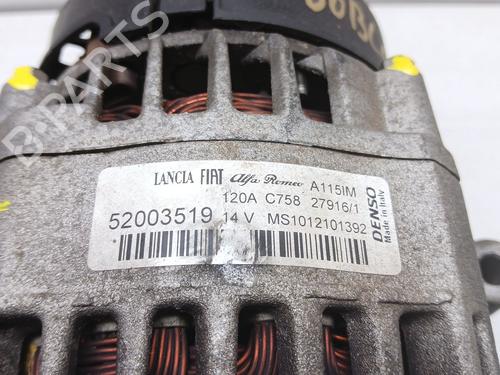 LANCIA FIAT Alfa Romeo A115IM
120A C758 27916/1
52003519 14 V MS1012101392
DENSO
Made in Italy
B-PARTS